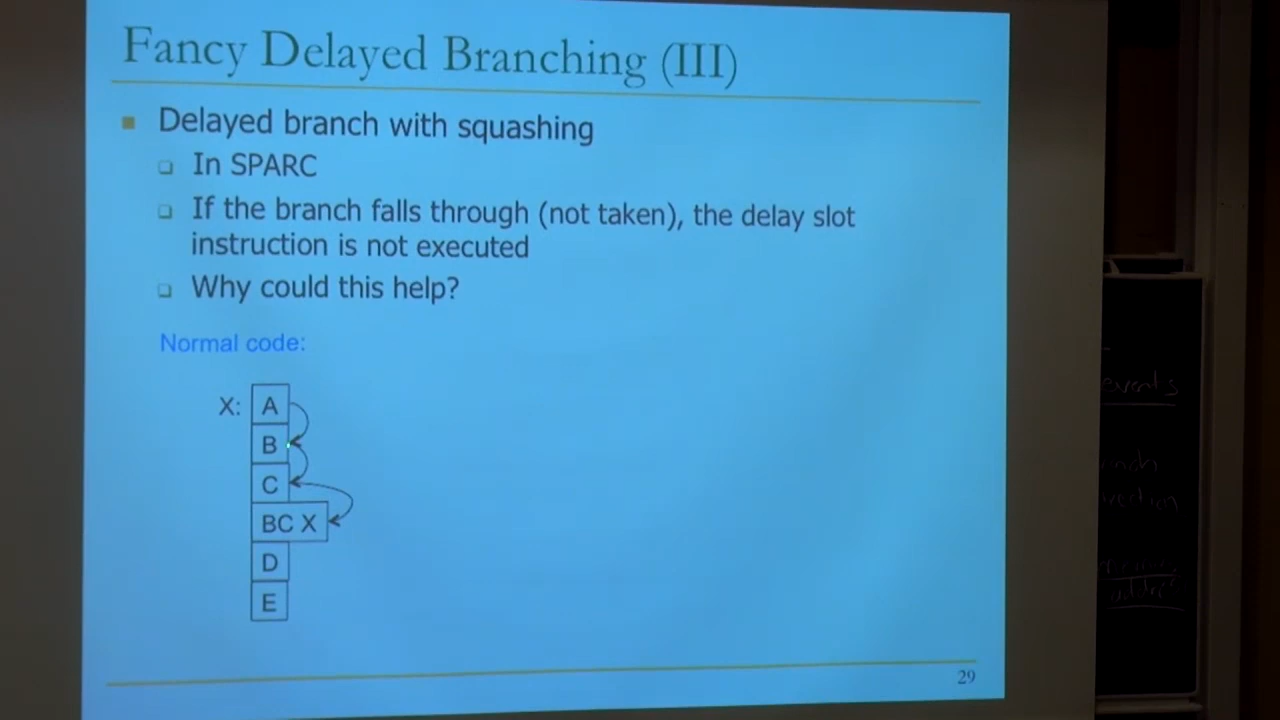 Fancy Delayed Branching (III)
Delayed branch with squashing
In SPARC
If the branch falls through (not taken), the delay slot
instruction is not executed
Why could this help?
Normal code:
X: A
B
C
BC X
D
E
29
events